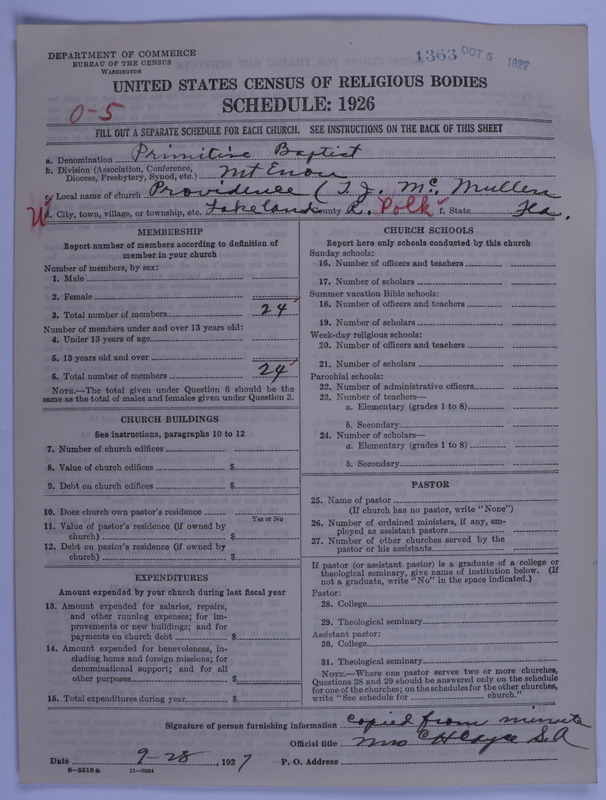 DEPARTMENT OF COMMERCE
BUREAU OF THE CENSUS
WASHINGTON
1363 OCT 5 1927
UNITED STATES CENSUS OF RELIGIOUS BODIES
SCHEDULE: 1926
0-5
FILL OUT A SEPARATE SCHEDULE FOR EACH CHURCH. SEE INSTRUCTIONS ON THE BACK OF THIS SHEET
a. Denomination Primitive Baptist
b. Division (Association, Conference, Diocese, Presbytery, Synod, etc.) Mt Enon
c. Local name of church Providence (T. J. Mc Mullen
d. City, town, village, or township, etc. Lakeland County R. Polk f. State Fla.
MEMBERSHIP
Report number of members according to definition of
member in your church
Number of members, by sex:
1. Male
2. Female
3. Total number of members 24
Number of members under and over 13 years old:
4. Under 13 years of age
5. 13 years old and over
6. Total number of members 24
NOTE.—The total given under Question 6 should be the
same as the total of males and females given under Question 3.
CHURCH BUILDINGS
See instructions, paragraphs 10 to 12
7. Number of church edifices
8. Value of church edifices $
9. Debt on church edifices $
10. Does church own pastor's residence
Yes or No
11. Value of pastor's residence (if owned by
church) $
12. Debt on pastor's residence (if owned by
church) $
EXPENDITURES
Amount expended by your church during last fiscal year
13. Amount expended for salaries, repairs,
and other running expenses; for im-
provements or new buildings; and for
payments on church debt $
14. Amount expended for benevolences, in-
cluding home and foreign missions; for
denominational support; and for all
other purposes $
15. Total expenditures during year $
CHURCH SCHOOLS
Report here only schools conducted by this church
Sunday schools:
16. Number of officers and teachers
17. Number of scholars
Summer vacation Bible schools:
18. Number of officers and teachers
19. Number of scholars
Week-day religious schools:
20. Number of officers and teachers
21. Number of scholars
Parochial schools:
22. Number of administrative officers
23. Number of teachers—
a. Elementary (grades 1 to 8)
b. Secondary
24. Number of scholars—
a. Elementary (grades 1 to 8)
b. Secondary
PASTOR
25. Name of pastor
(If church has no pastor, write "None")
26. Number of ordained ministers, if any, em-
ployed as assistant pastors
27. Number of other churches served by the
pastor or his assistants
If pastor (or assistant pastor) is a graduate of a college or
theological seminary, give name of institution below. (If
not a graduate, write "No" in the space indicated.)
Pastor:
28. College
29. Theological seminary
Assistant pastor:
30. College
31. Theological seminary
NOTE.—Where one pastor serves two or more churches,
Questions 28 and 29 should be answered only on the schedule
for one of the churches; on the schedules for the other churches,
write "See schedule for church."
Signature of person furnishing information Copied from minute
Official title Mrs C H Cayce S.A
Date 9-28, 1927 P. O. Address
8-5518 a 11-9064